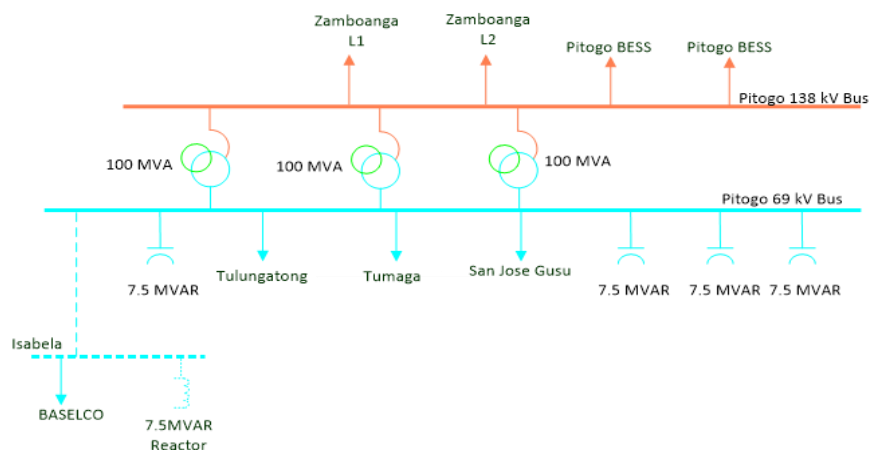 Zamboanga
L1
Zamboanga
L2
Pitogo BESS
Pitogo BESS
Pitogo 138 kV Bus
100 MVA
100 MVA
100 MVA
Pitogo 69 kV Bus
7.5 MVAR
Tulungatong
Tumaga
San Jose Gusu
7.5 MVAR
7.5 MVAR
7.5 MVAR
Isabela
BASELCO
7.5MVAR
Reactor